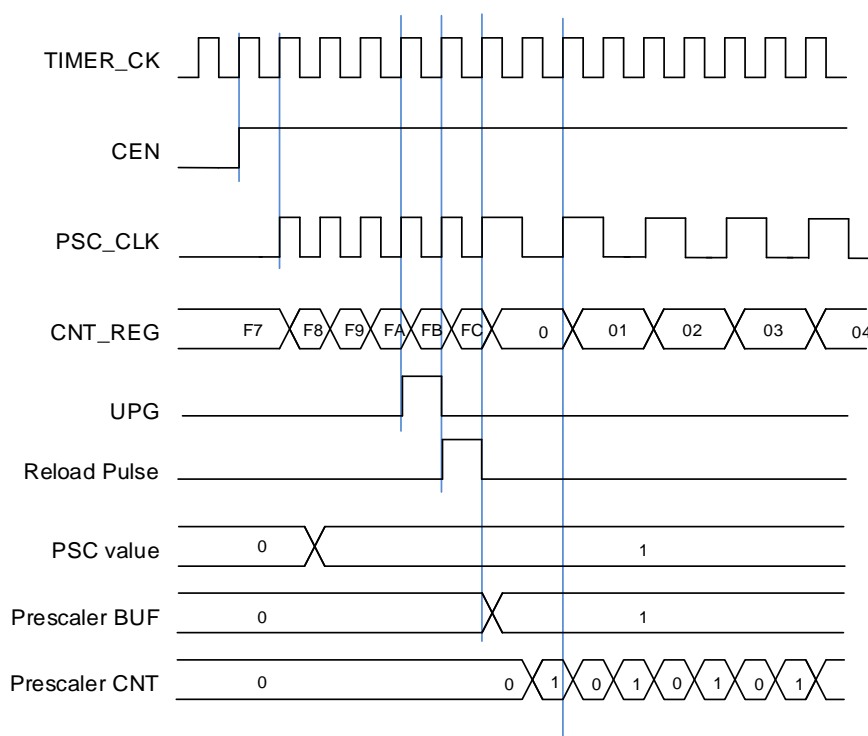 TIMER_CK
CEN
PSC_CLK
CNT_REG F7 F8 F9 FA FB FC 0 01 02 03 04
UPG
Reload Pulse
PSC value 0 1
Prescaler BUF 0 1
Prescaler CNT 0 0 1 0 1 0 1 0 1